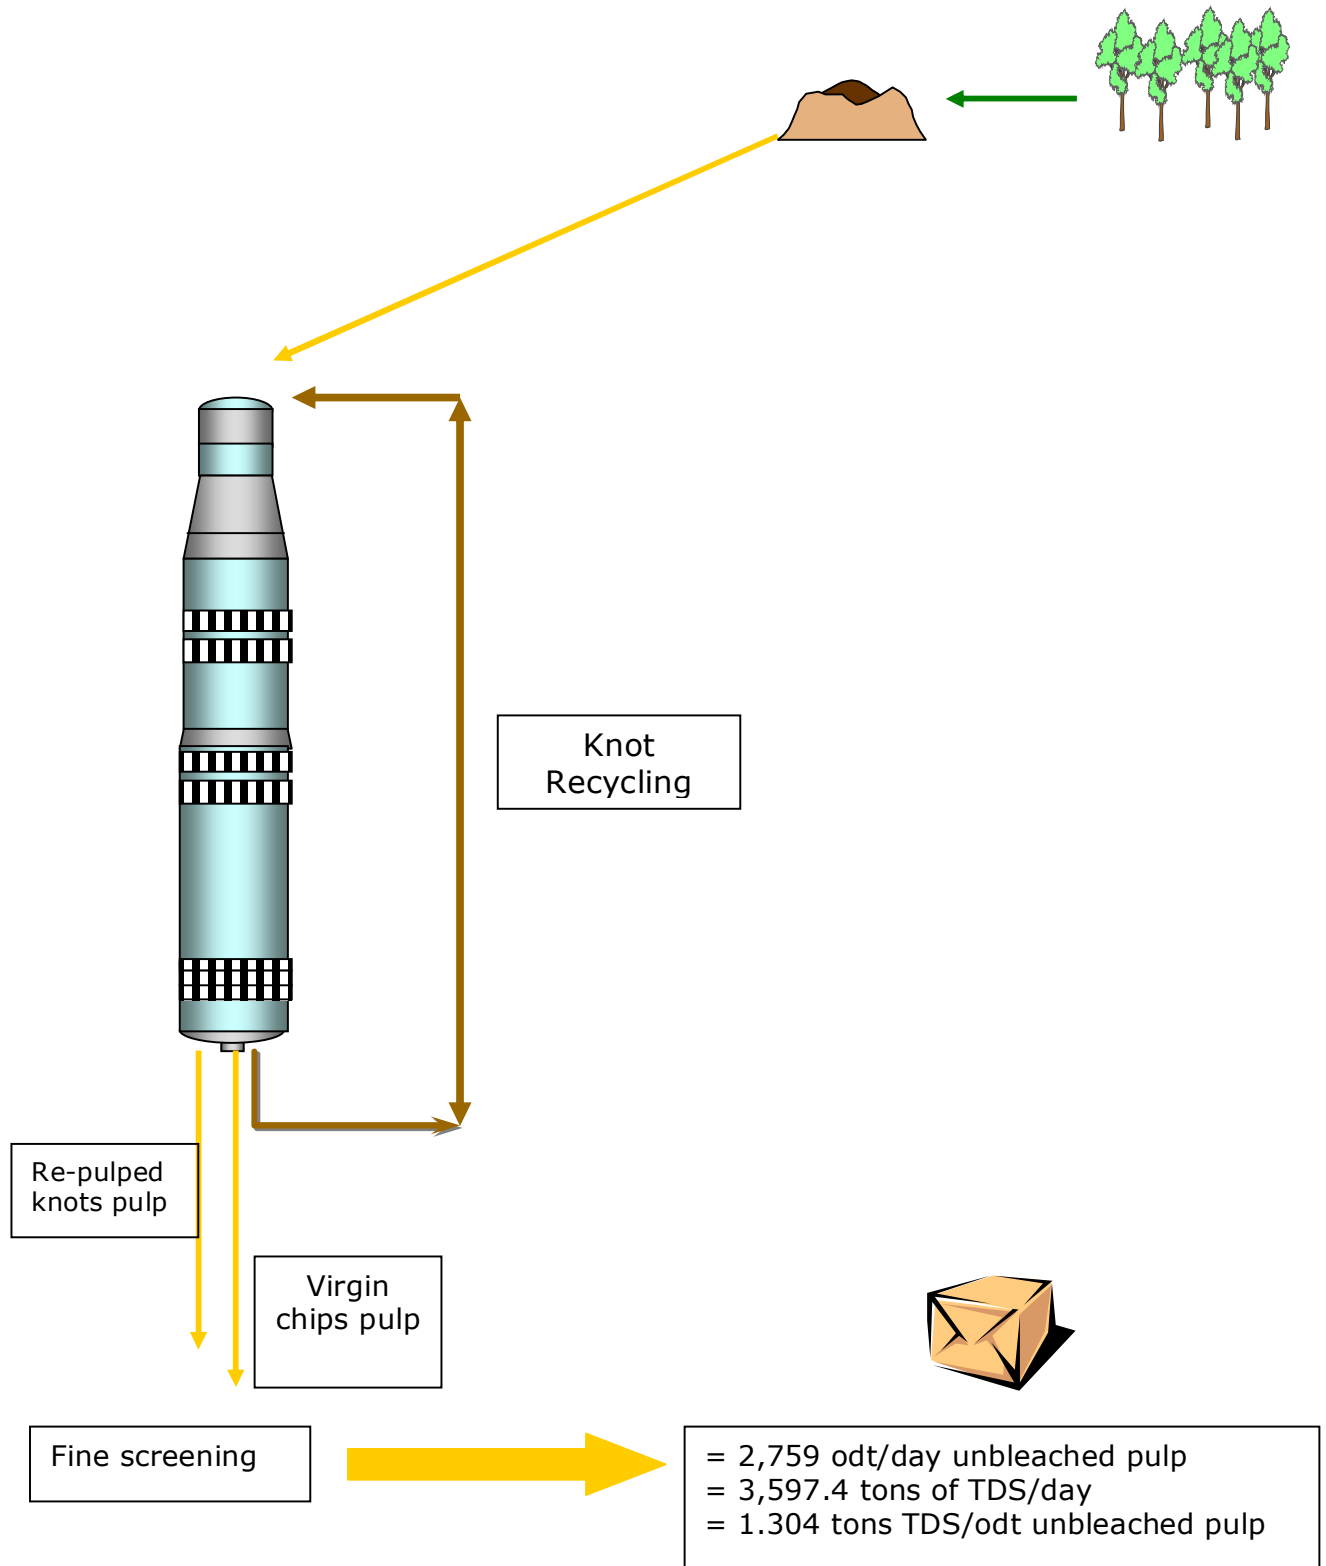 Knot
Recycling
Re-pulped
knots pulp
Virgin
chips pulp
Fine screening
= 2,759 odt/day unbleached pulp
= 3,597.4 tons of TDS/day
= 1.304 tons TDS/odt unbleached pulp